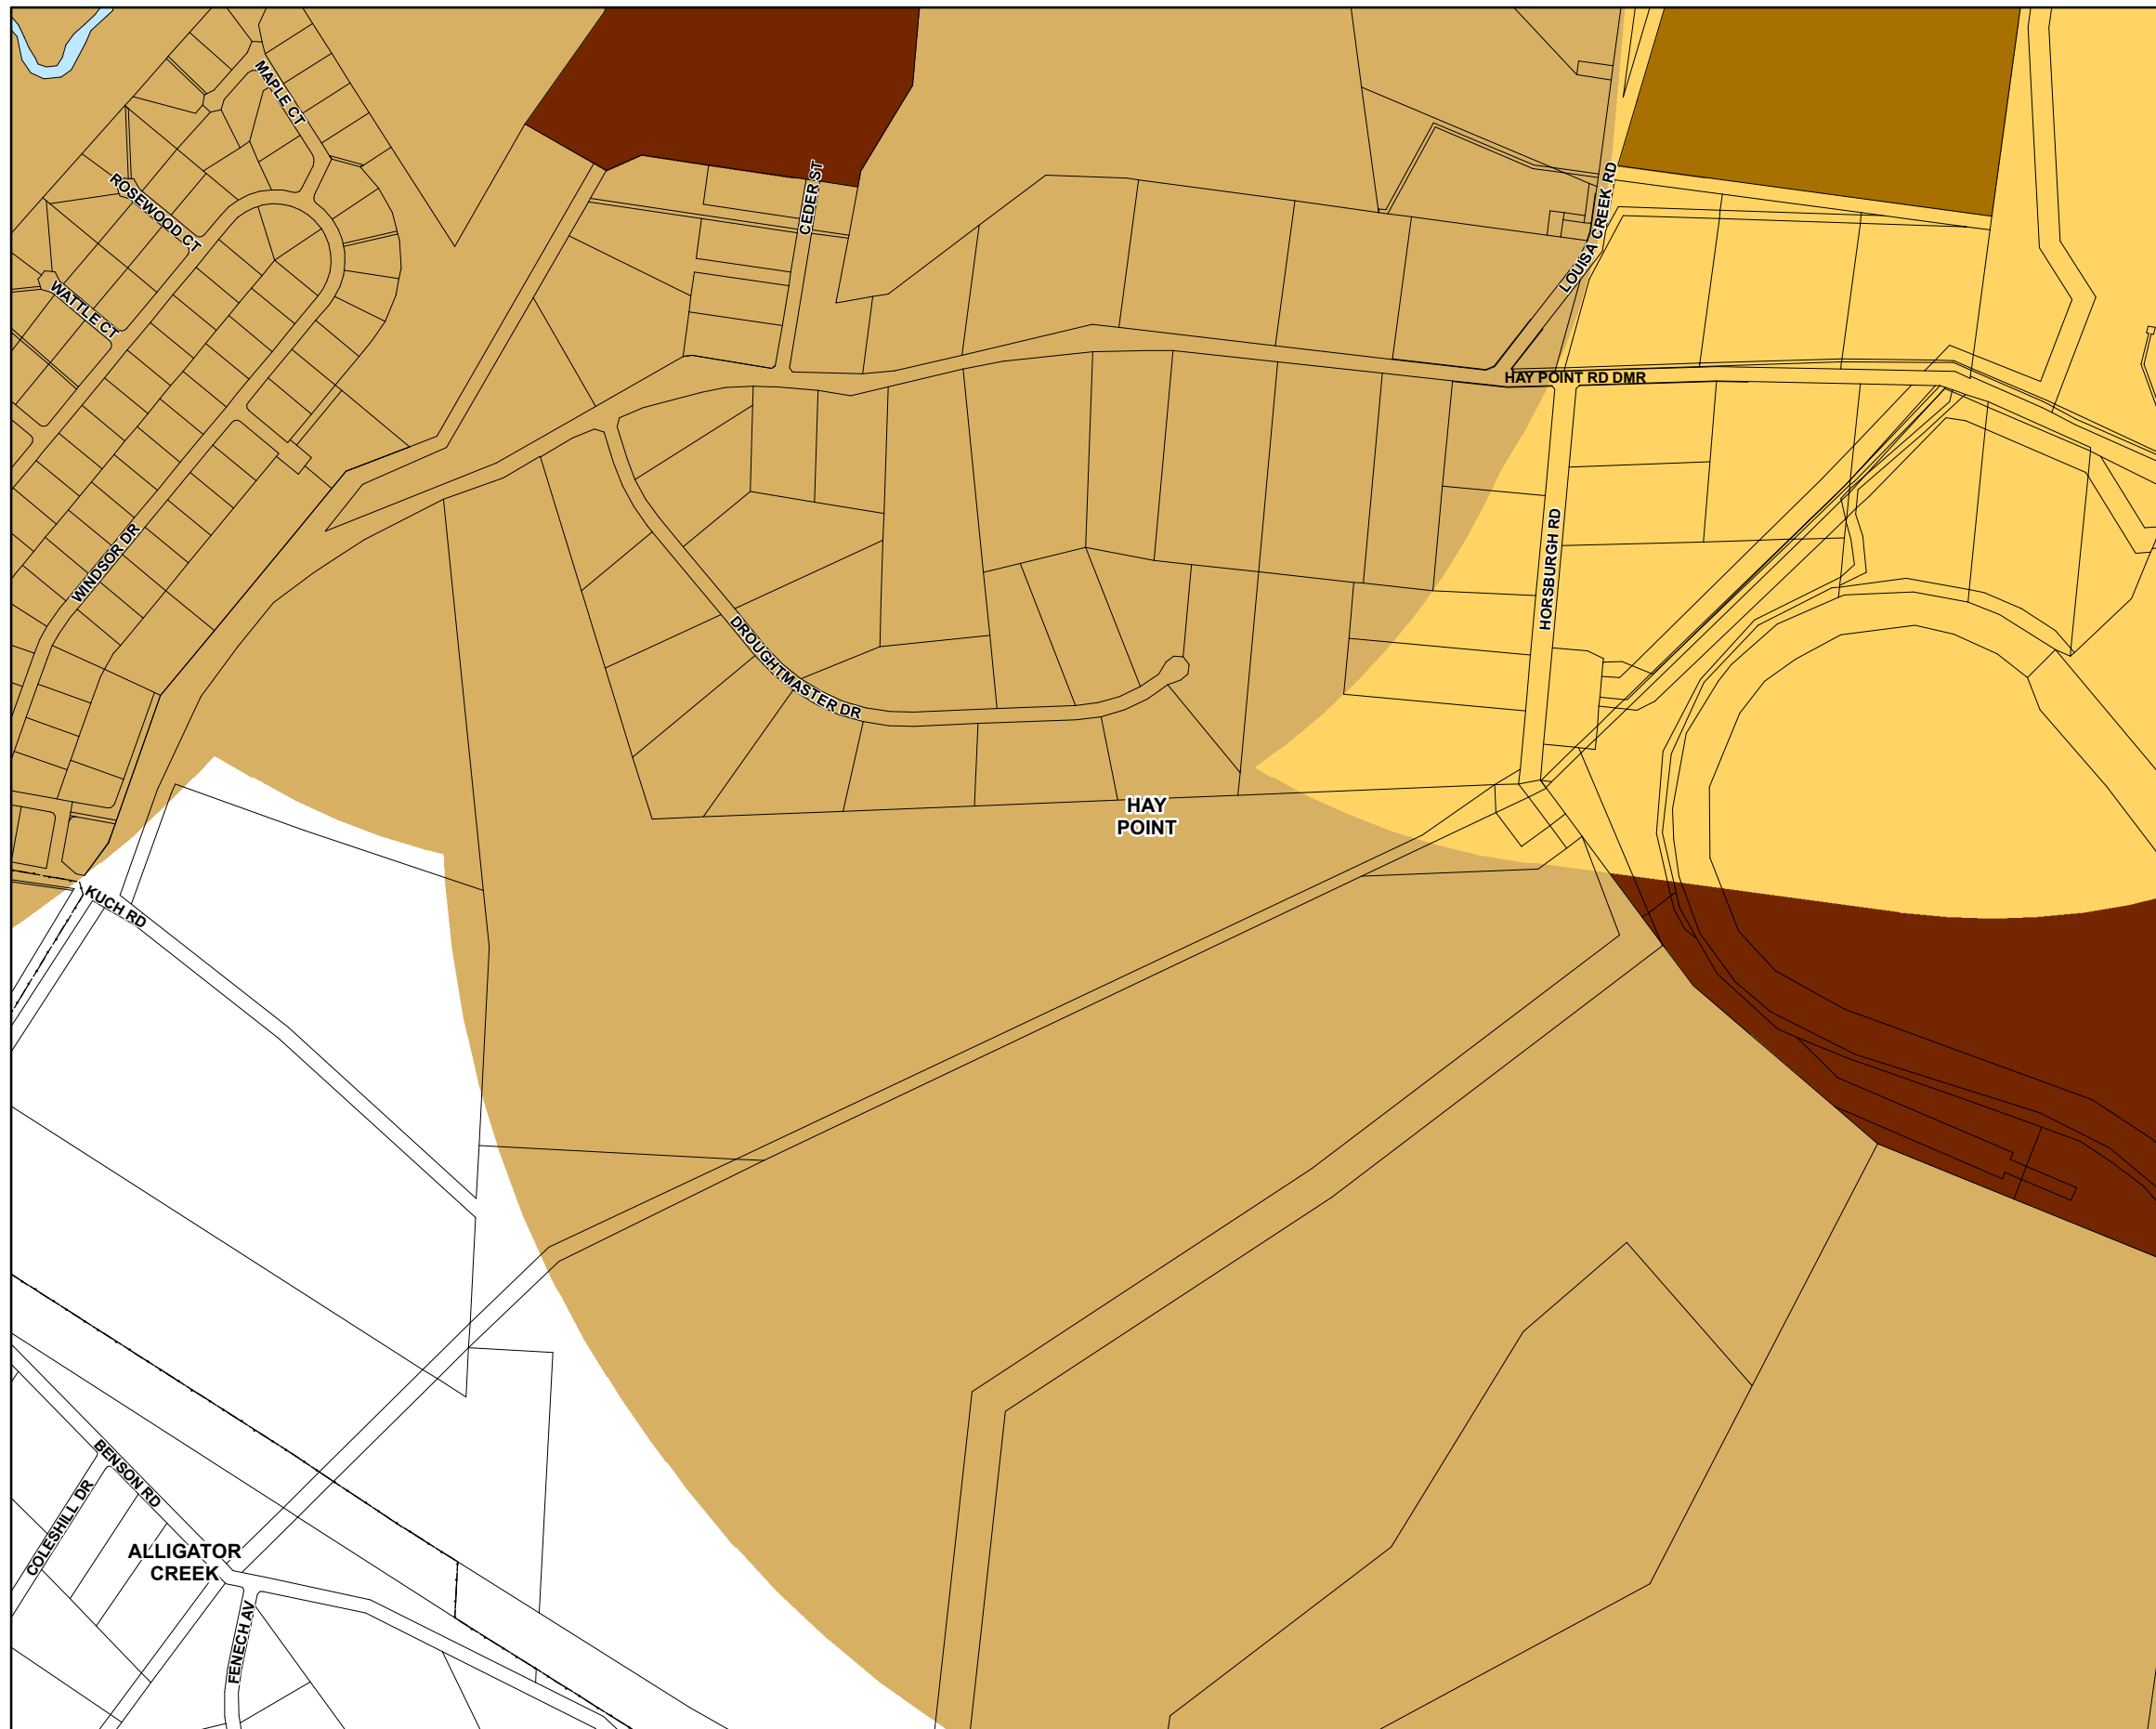 MAPLE CT
ROSEWOOD CT
CEDER ST
LOUISA CREEK RD
WATTLE CT
HAY POINT RD DMR
WINDSOR DR
HORSBURGH RD
DROUGHTMASTER DR
HAY
POINT
KUCH RD
BENSON RD
COLESHILL DR
ALLIGATOR
CREEK
FENECH AV